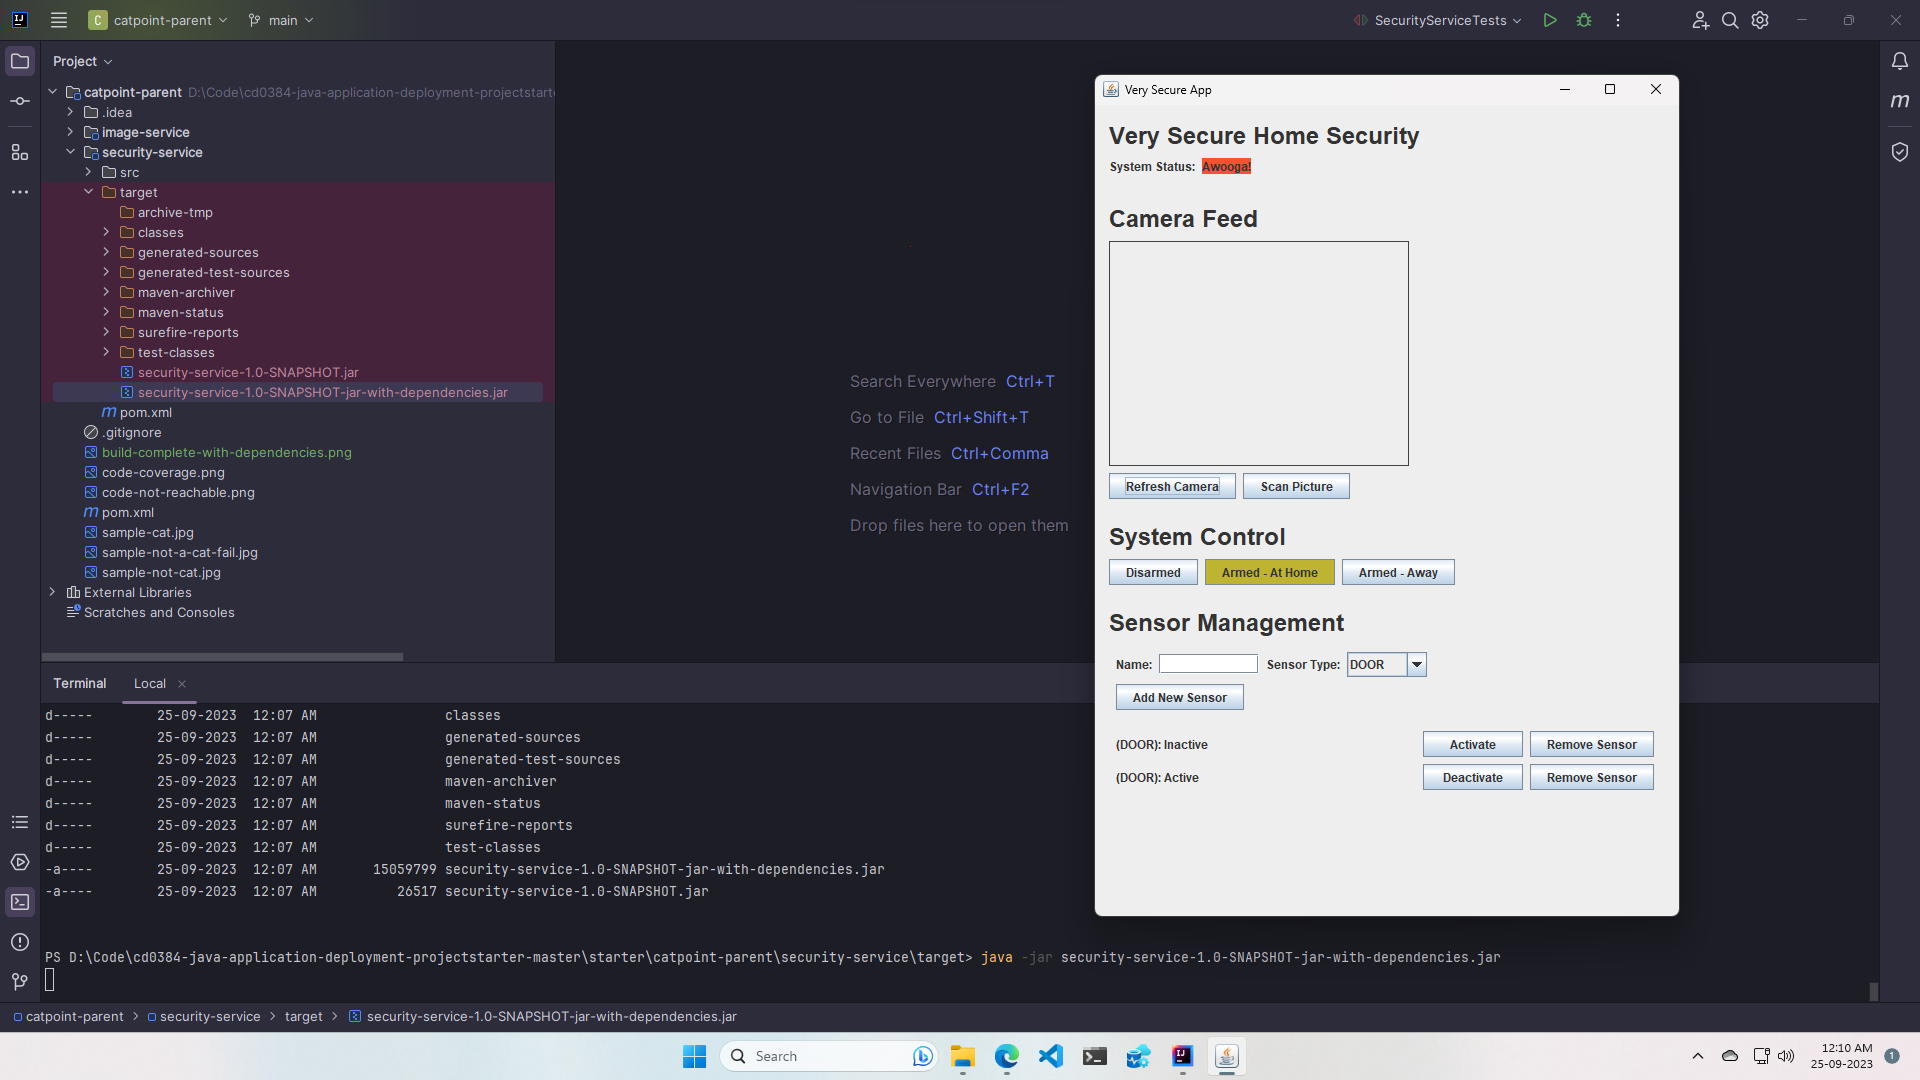 C catpoint-parent main SecurityServiceTests
Project
catpoint-parent D:\Code\cd0384-java-application-deployment-projectstarte
.idea
image-service
security-service
src
target
archive-tmp
classes
generated-sources
generated-test-sources
maven-archiver
maven-status
surefire-reports
test-classes
security-service-1.0-SNAPSHOT.jar
security-service-1.0-SNAPSHOT-jar-with-dependencies.jar
pom.xml
.gitignore
build-complete-with-dependencies.png
code-coverage.png
code-not-reachable.png
pom.xml
sample-cat.jpg
sample-not-a-cat-fail.jpg
sample-not-cat.jpg
External Libraries
Scratches and Consoles
Search Everywhere Ctrl+T
Go to File Ctrl+Shift+T
Recent Files Ctrl+Comma
Navigation Bar Ctrl+F2
Drop files here to open them
Very Secure App
Very Secure Home Security
System Status: Awooga!
Camera Feed
Refresh Camera Scan Picture
System Control
Disarmed Armed - At Home Armed - Away
Sensor Management
Name: Sensor Type: DOOR
Add New Sensor
(DOOR): Inactive Activate Remove Sensor
(DOOR): Active Deactivate Remove Sensor
Terminal Local
d----- 25-09-2023 12:07 AM classes
d----- 25-09-2023 12:07 AM generated-sources
d----- 25-09-2023 12:07 AM generated-test-sources
d----- 25-09-2023 12:07 AM maven-archiver
d----- 25-09-2023 12:07 AM maven-status
d----- 25-09-2023 12:07 AM surefire-reports
d----- 25-09-2023 12:07 AM test-classes
-a---- 25-09-2023 12:07 AM 15059799 security-service-1.0-SNAPSHOT-jar-with-dependencies.jar
-a---- 25-09-2023 12:07 AM 26517 security-service-1.0-SNAPSHOT.jar
PS D:\Code\cd0384-java-application-deployment-projectstarter-master\starter\catpoint-parent\security-service\target> java -jar security-service-1.0-SNAPSHOT-jar-with-dependencies.jar
catpoint-parent > security-service > target > security-service-1.0-SNAPSHOT-jar-with-dependencies.jar
Search
12:10 AM
25-09-2023
1